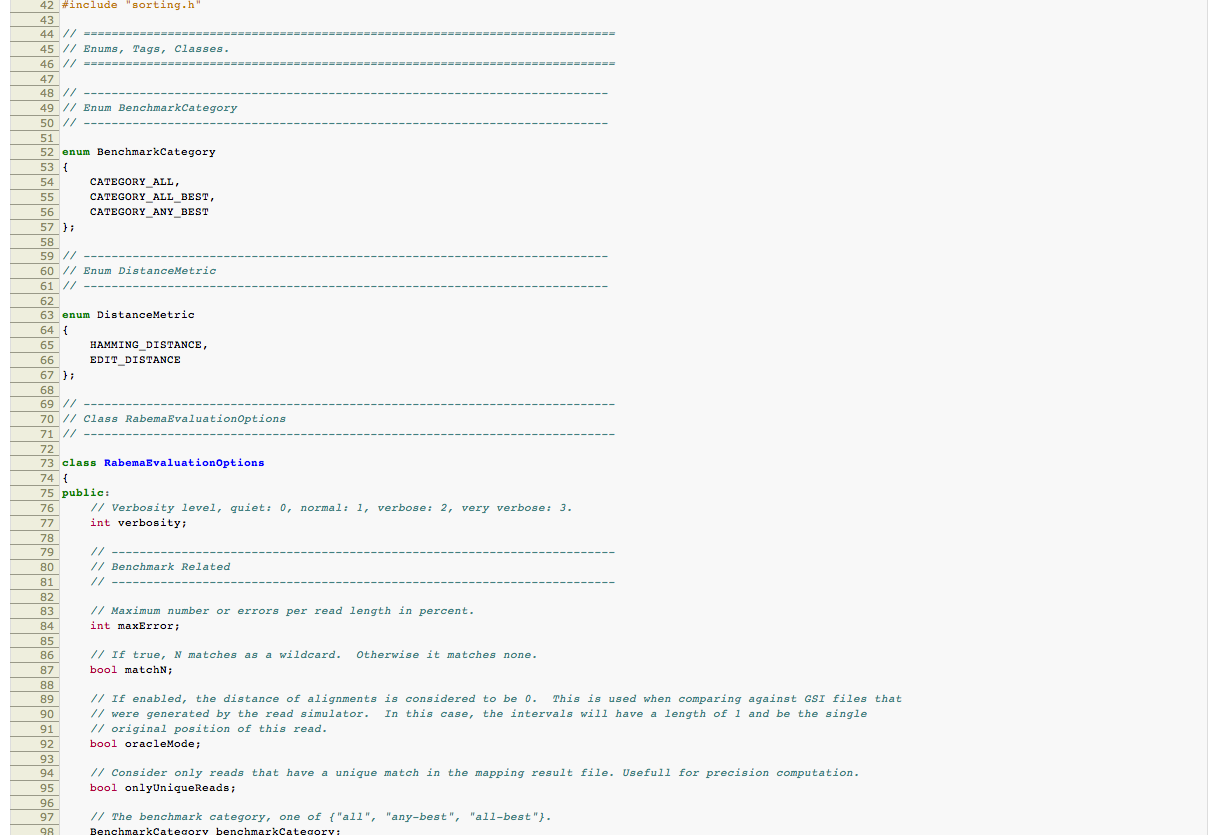 42 #include "sorting.h"
43
44 // ============================================================================
45 // Enums, Tags, Classes.
46 // ============================================================================
47
48 // ---------------------------------------------------------------------------
49 // Enum BenchmarkCategory
50 // ---------------------------------------------------------------------------
51
52 enum BenchmarkCategory
53 {
54     CATEGORY_ALL,
55     CATEGORY_ALL_BEST,
56     CATEGORY_ANY_BEST
57 };
58
59 // ---------------------------------------------------------------------------
60 // Enum DistanceMetric
61 // ---------------------------------------------------------------------------
62
63 enum DistanceMetric
64 {
65     HAMMING_DISTANCE,
66     EDIT_DISTANCE
67 };
68
69 // ----------------------------------------------------------------------------
70 // Class RabemaEvaluationOptions
71 // ----------------------------------------------------------------------------
72
73 class RabemaEvaluationOptions
74 {
75 public:
76     // Verbosity level, quiet: 0, normal: 1, verbose: 2, very verbose: 3.
77     int verbosity;
78
79     // ------------------------------------------------------------------------
80     // Benchmark Related
81     // ------------------------------------------------------------------------
82
83     // Maximum number or errors per read length in percent.
84     int maxError;
85
86     // If true, N matches as a wildcard.  Otherwise it matches none.
87     bool matchN;
88
89     // If enabled, the distance of alignments is considered to be 0.  This is used when comparing against GSI files that
90     // were generated by the read simulator.  In this case, the intervals will have a length of 1 and be the single
91     // original position of this read.
92     bool oracleMode;
93
94     // Consider only reads that have a unique match in the mapping result file. Usefull for precision computation.
95     bool onlyUniqueReads;
96
97     // The benchmark category, one of {"all", "any-best", "all-best"}.
98     BenchmarkCategory benchmarkCategory;